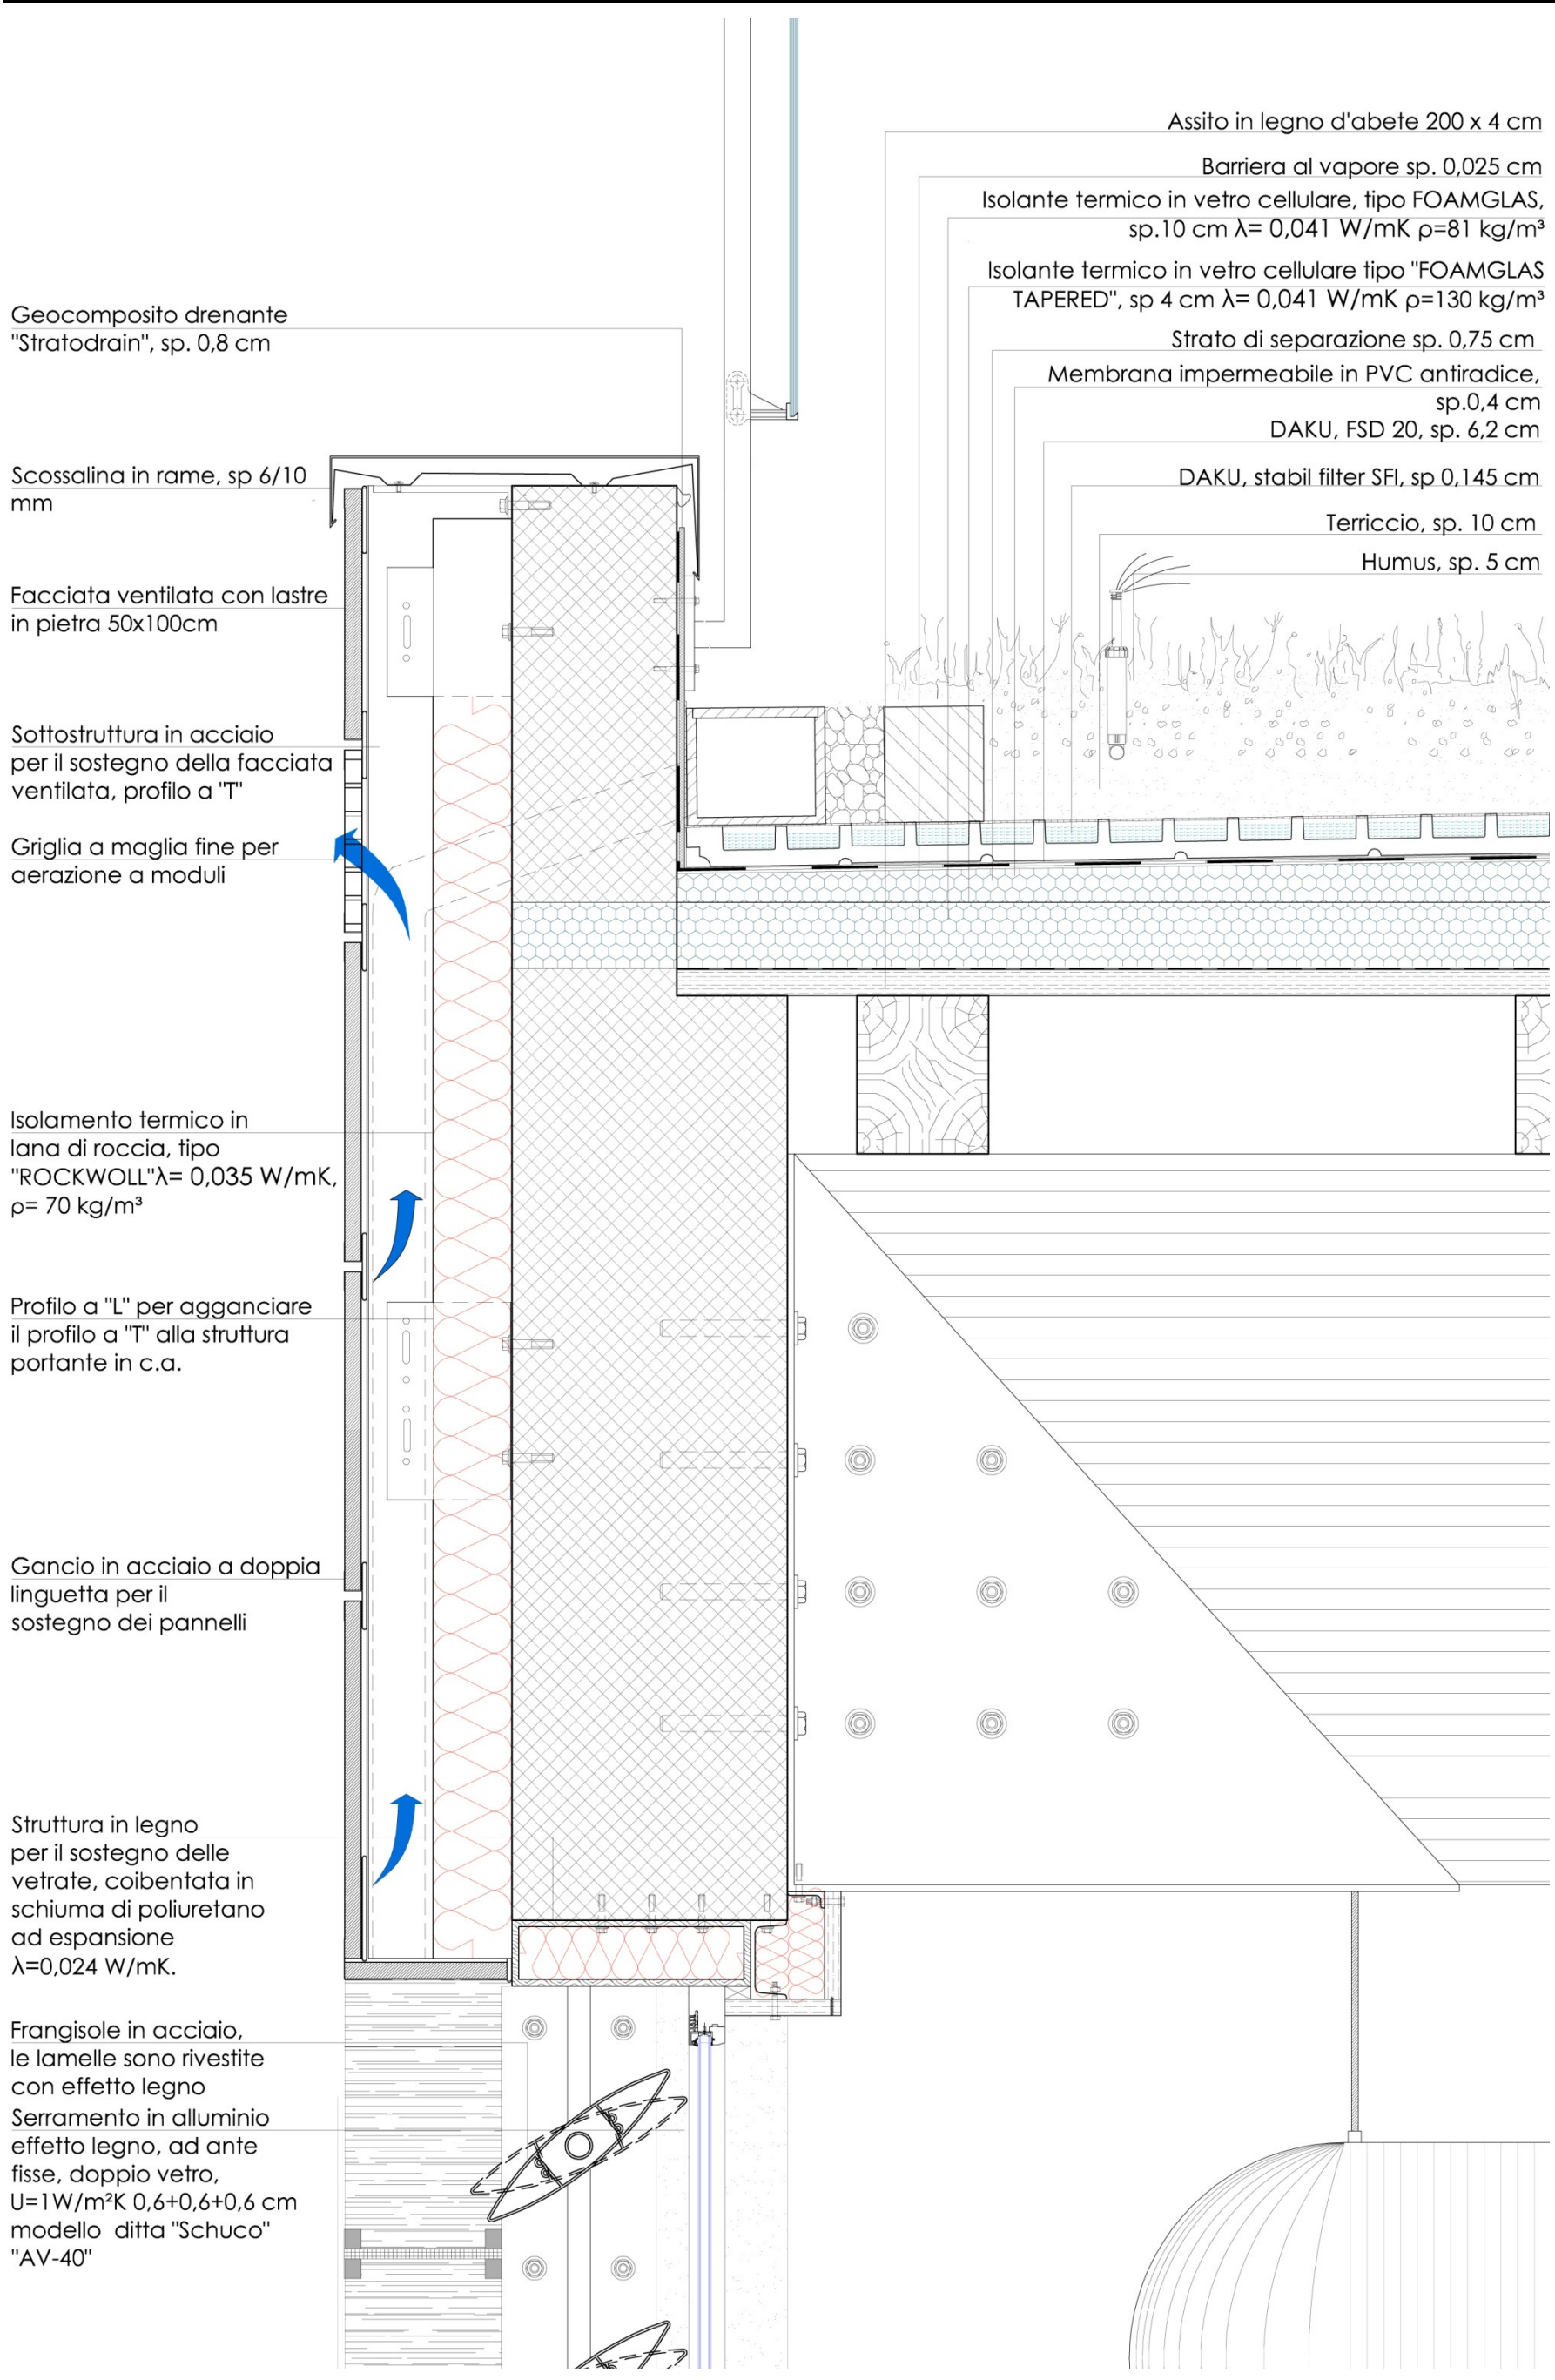 Assito in legno d'abete 200 x 4 cm
Barriera al vapore sp. 0,025 cm
Isolante termico in vetro cellulare, tipo FOAMGLAS,
sp.10 cm λ= 0,041 W/mK ρ=81 kg/m³
Isolante termico in vetro cellulare tipo "FOAMGLAS
TAPERED", sp 4 cm λ= 0,041 W/mK ρ=130 kg/m³
Strato di separazione sp. 0,75 cm
Membrana impermeabile in PVC antiradice,
sp.0,4 cm
DAKU, FSD 20, sp. 6,2 cm
DAKU, stabil filter SFI, sp 0,145 cm
Terriccio, sp. 10 cm
Humus, sp. 5 cm
Geocomposito drenante
"Stratodrain", sp. 0,8 cm
Scossalina in rame, sp 6/10
mm
Facciata ventilata con lastre
in pietra 50x100cm
Sottostruttura in acciaio
per il sostegno della facciata
ventilata, profilo a "T"
Griglia a maglia fine per
aerazione a moduli
Isolamento termico in
lana di roccia, tipo
"ROCKWOLL"λ= 0,035 W/mK,
ρ= 70 kg/m³
Profilo a "L" per agganciare
il profilo a "T" alla struttura
portante in c.a.
Gancio in acciaio a doppia
linguetta per il
sostegno dei pannelli
Struttura in legno
per il sostegno delle
vetrate, coibentata in
schiuma di poliuretano
ad espansione
λ=0,024 W/mK.
Frangisole in acciaio,
le lamelle sono rivestite
con effetto legno
Serramento in alluminio
effetto legno, ad ante
fisse, doppio vetro,
U=1W/m²K 0,6+0,6+0,6 cm
modello ditta "Schuco"
"AV-40"